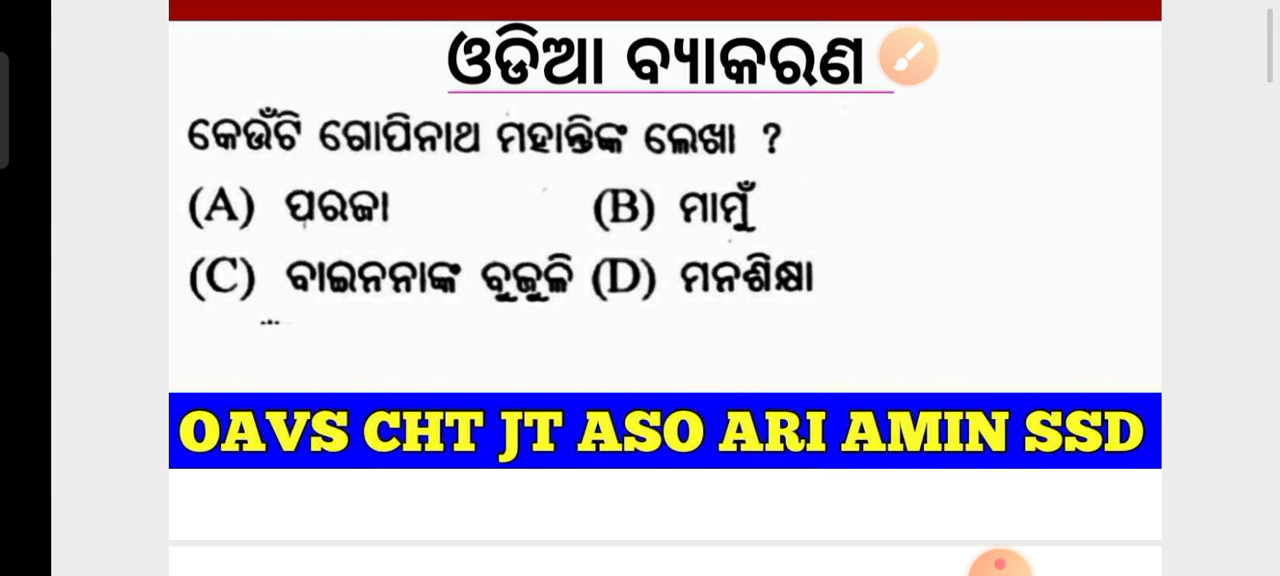 ଓଡିଆ ବ୍ୟାକରଣ
କେଉଁଟି ଗୋପିନାଥ ମହାନ୍ତିଙ୍କ ଲେଖା ?
(A) ପରଜା (B) ମାମୁଁ
(C) ବାଇନନାଙ୍କ ବୁଜୁଳି (D) ମନଶିକ୍ଷା
OAVS CHT JT ASO ARI AMIN SSD